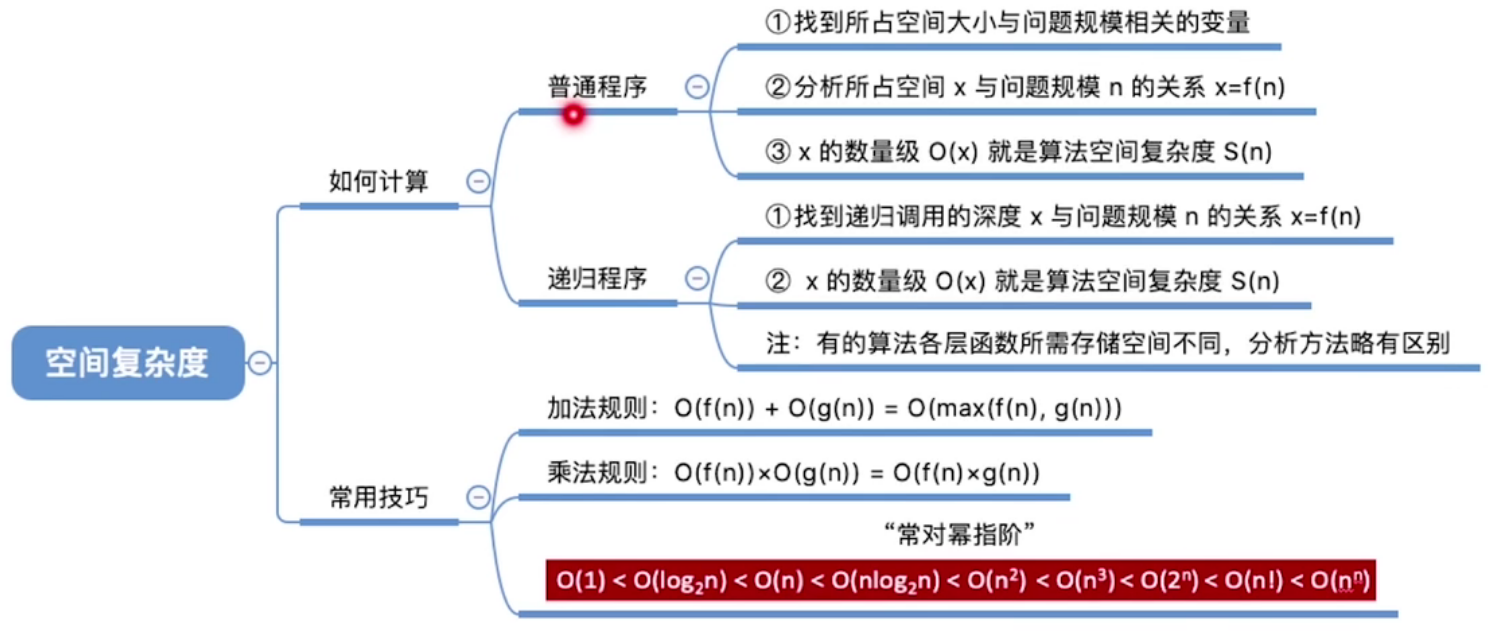 空间复杂度
如何计算
普通程序
①找到所占空间大小与问题规模相关的变量
②分析所占空间 x 与问题规模 n 的关系 x=f(n)
③ x 的数量级 O(x) 就是算法空间复杂度 S(n)
递归程序
①找到递归调用的深度 x 与问题规模 n 的关系 x=f(n)
② x 的数量级 O(x) 就是算法空间复杂度 S(n)
注：有的算法各层函数所需存储空间不同，分析方法略有区别
常用技巧
加法规则：O(f(n)) + O(g(n)) = O(max(f(n), g(n)))
乘法规则：O(f(n))×O(g(n)) = O(f(n)×g(n))
“常对幂指阶”
O(1) < O(log₂n) < O(n) < O(nlog₂n) < O(n²) < O(n³) < O(2ⁿ) < O(n!) < O(nⁿ)